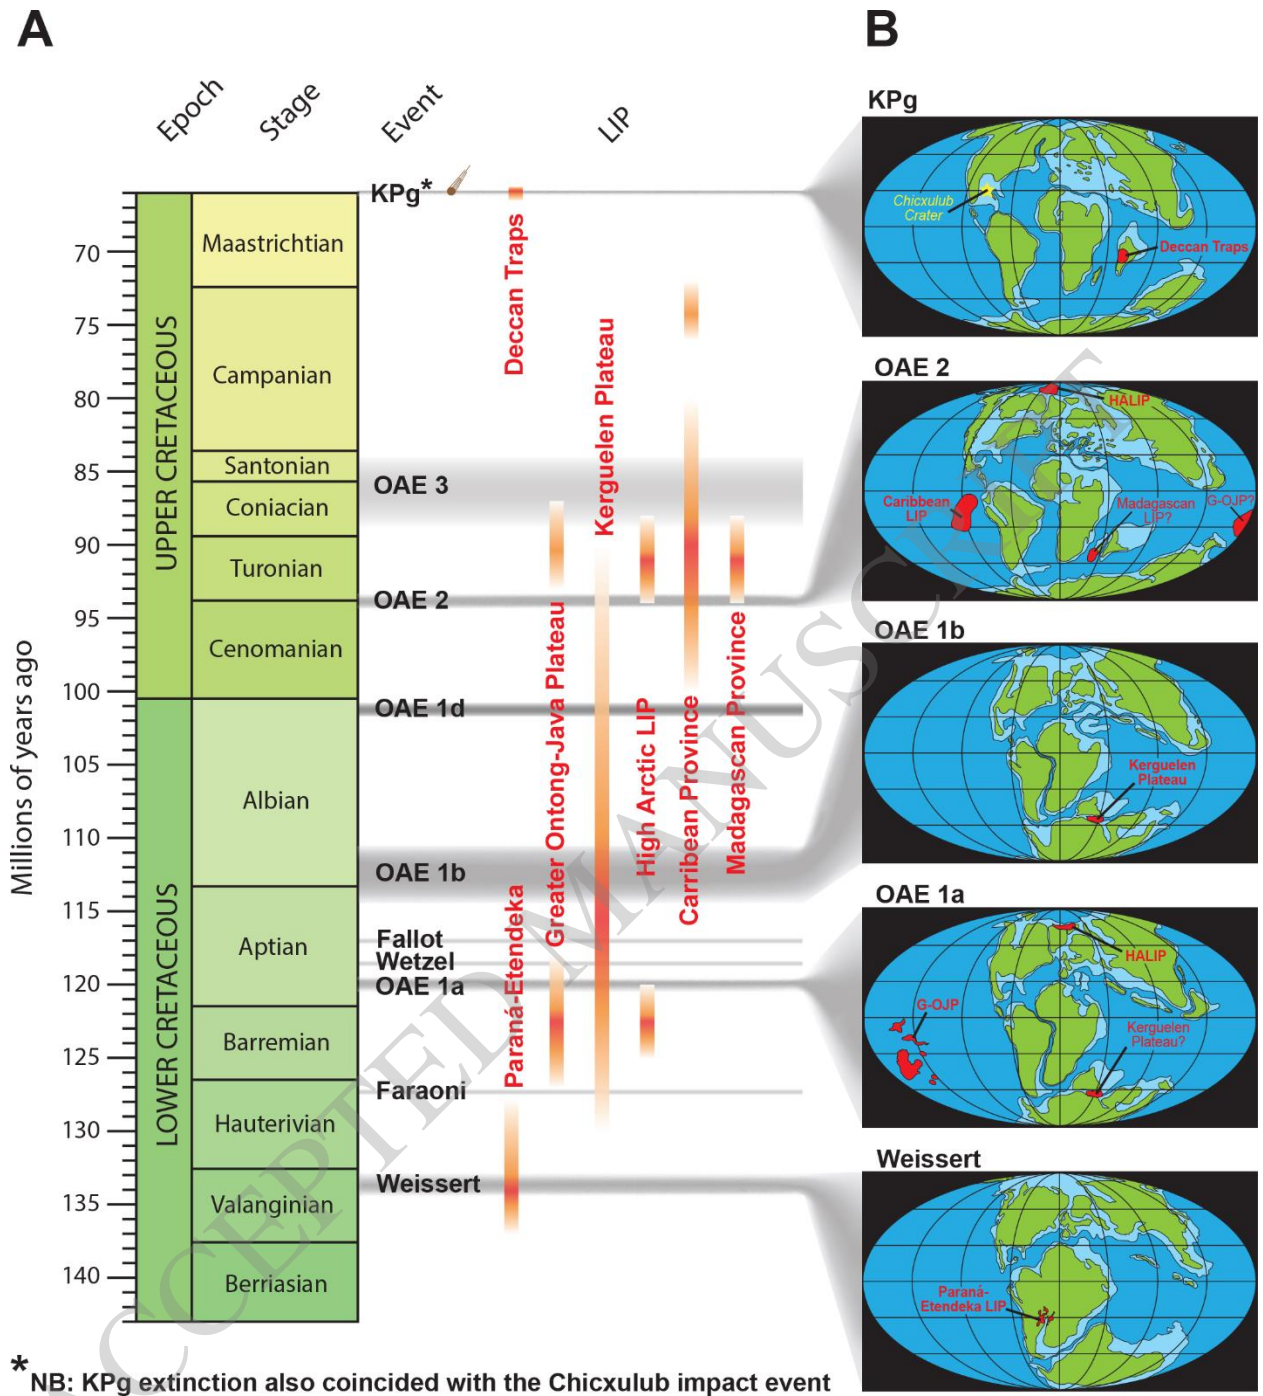 A
B
Epoch
Stage
Event
LIP
Millions of years ago
70
75
80
85
90
95
100
105
110
115
120
125
130
135
140
UPPER CRETACEOUS
LOWER CRETACEOUS
Maastrichtian
Campanian
Santonian
Coniacian
Turonian
Cenomanian
Albian
Aptian
Barremian
Hauterivian
Valanginian
Berriasian
KPg*
OAE 3
OAE 2
OAE 1d
OAE 1b
Fallot
Wetzel
OAE 1a
Faraoni
Weissert
Deccan Traps
Kerguelen Plateau
Greater Ontong-Java Plateau
High Arctic LIP
Carribean Province
Madagascan Province
Paraná-Etendeka
KPg
Chicxulub
Crater
Deccan Traps
OAE 2
HALIP
Caribbean
LIP
Madagascan
LIP?
G-OJP?
OAE 1b
Kerguelen
Plateau
OAE 1a
HALIP
G-OJP
Kerguelen
Plateau?
Weissert
Paraná-
Etendeka LIP
*NB: KPg extinction also coincided with the Chicxulub impact event
ACCEPTED MANUSCRIPT